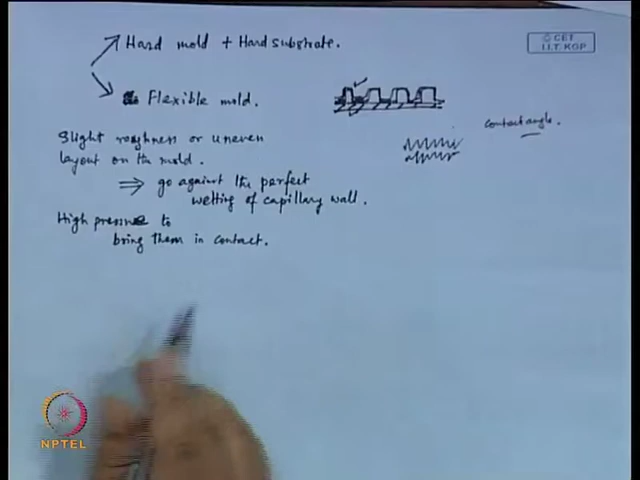 Hard mold + Hard substrate.
© CET
I.I.T. KGP
Flexible mold.
contact angle.
Slight roughness or uneven
layout on the mold.
⇒ go against the perfect
wetting of capillary wall.
High pressure to
bring them in contact.
NPTEL